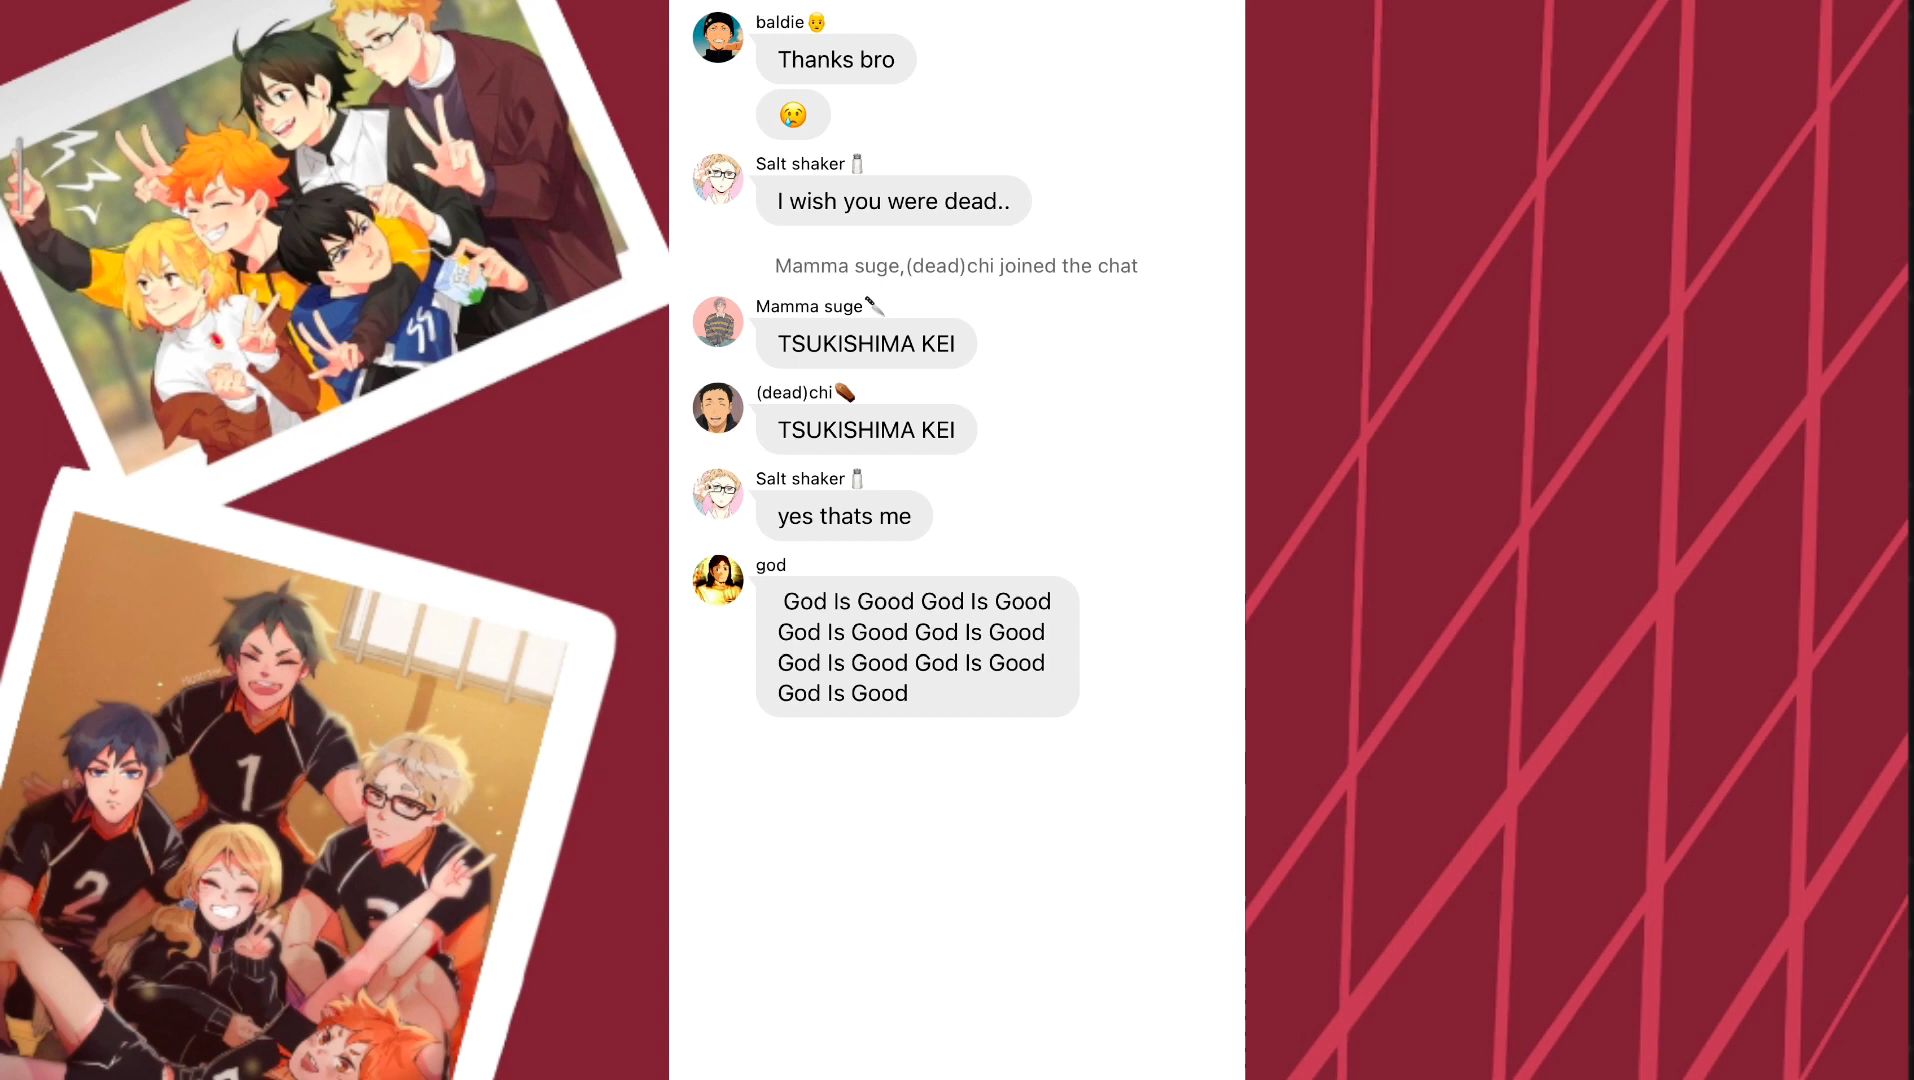 baldie👴
Thanks bro
😢
Salt shaker🧂
I wish you were dead..
Mamma suge,(dead)chi joined the chat
Mamma suge🔪
TSUKISHIMA KEI
(dead)chi⚰️
TSUKISHIMA KEI
Salt shaker🧂
yes thats me
god
God Is Good God Is Good
God Is Good God Is Good
God Is Good God Is Good
God Is Good
1
2